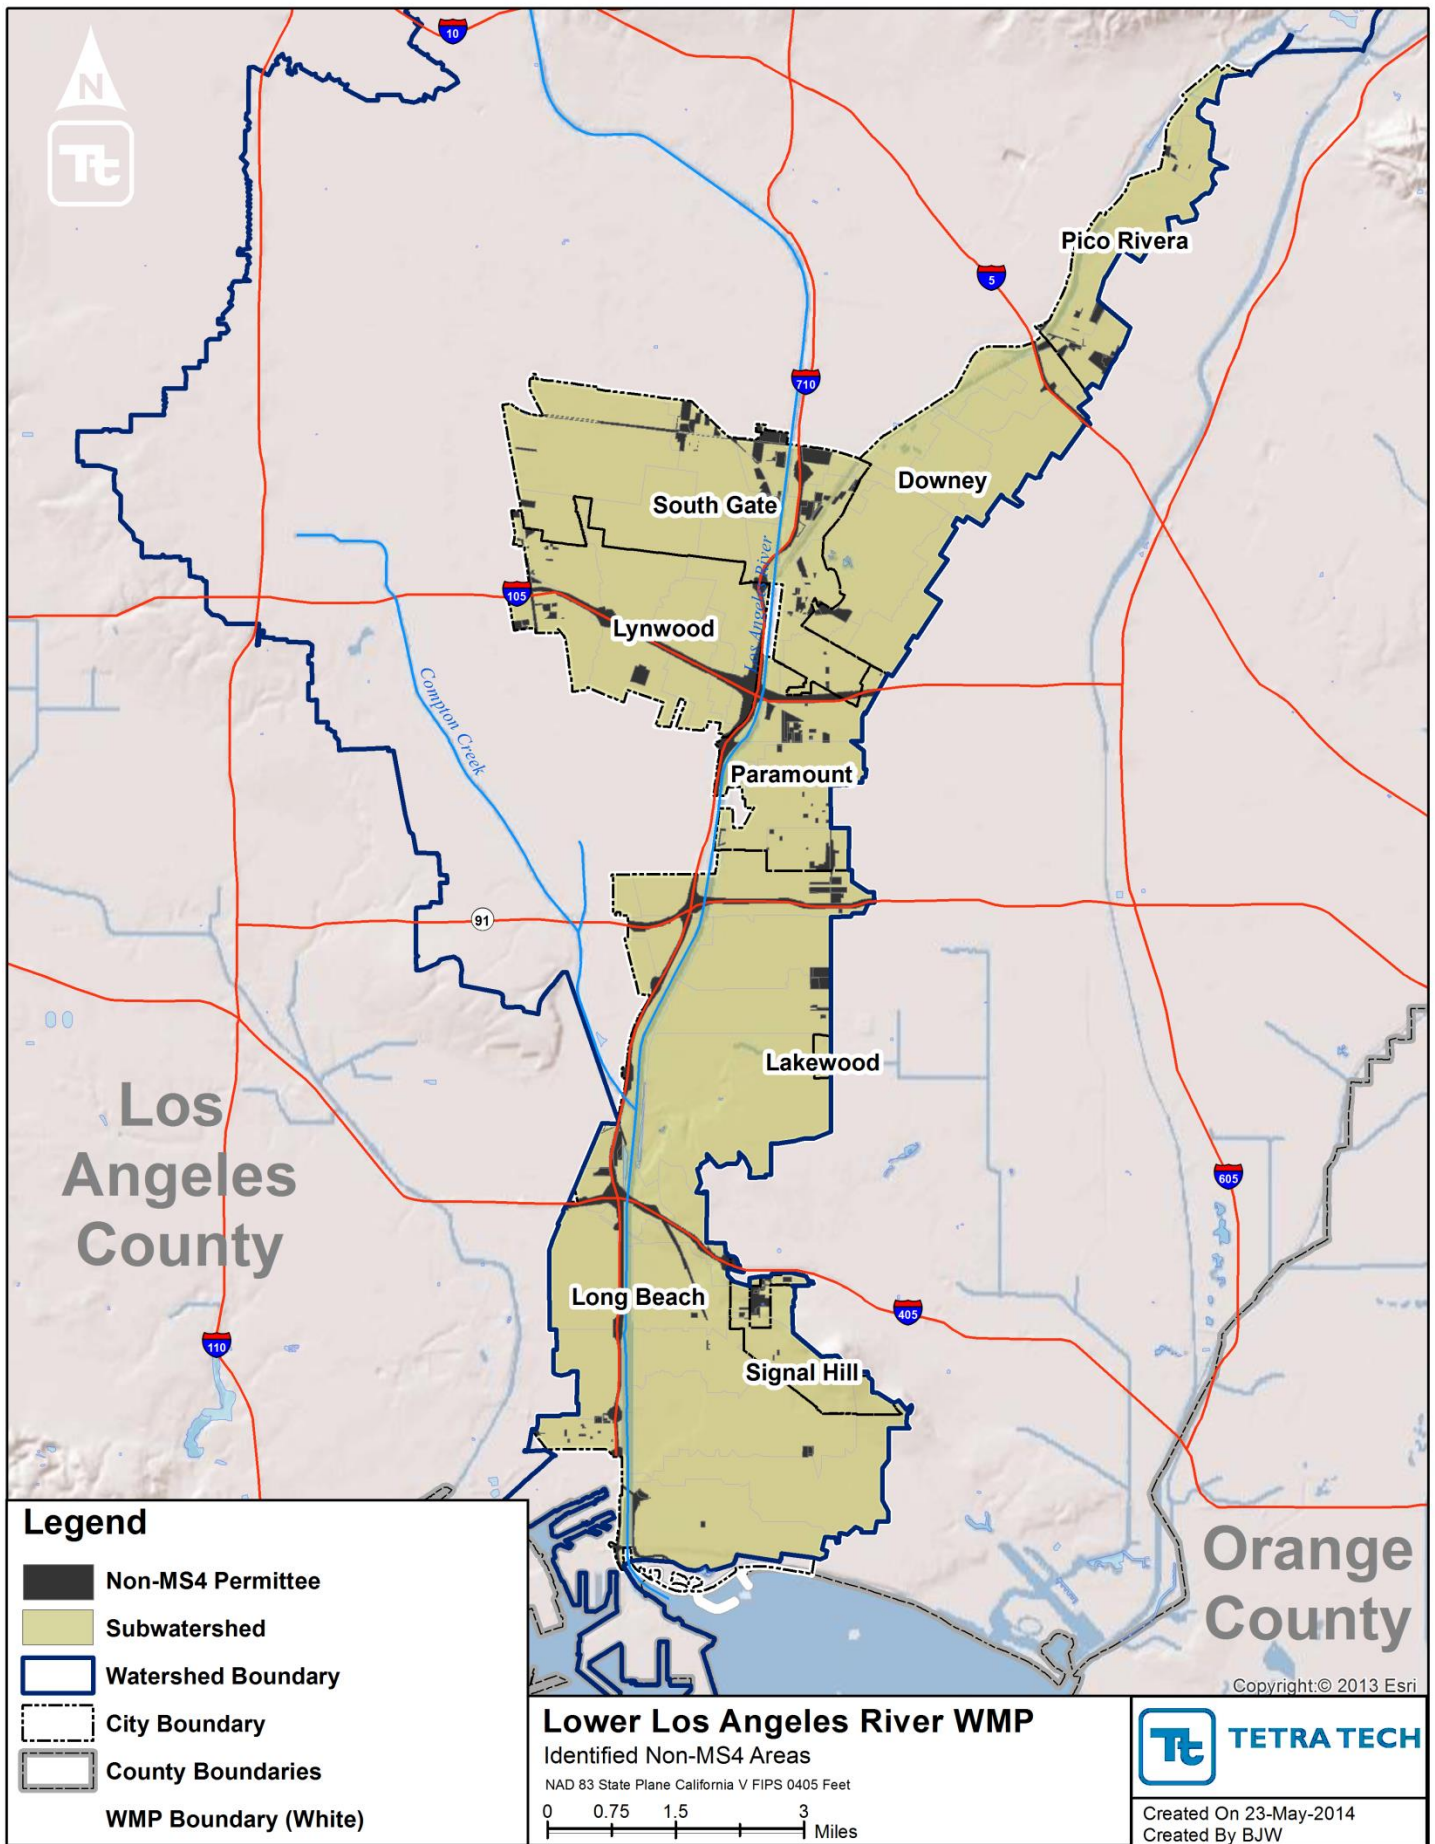 10
N
Tt
Pico Rivera
5
710
Downey
South Gate
Los Angeles River
105
Lynwood
Compton Creek
Paramount
91
Lakewood
Los
Angeles
County
605
Long Beach
405
110
Signal Hill
Orange
County
Copyright:© 2013 Esri
Legend
Non-MS4 Permittee
Subwatershed
Watershed Boundary
City Boundary
County Boundaries
WMP Boundary (White)
Lower Los Angeles River WMP
Identified Non-MS4 Areas
NAD 83 State Plane California V FIPS 0405 Feet
0 0.75 1.5 3
Miles
Tt TETRA TECH
Created On 23-May-2014
Created By BJW